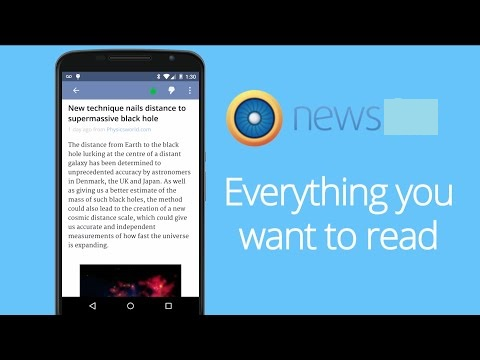 1:30
New technique nails distance to
supermassive black hole
1 day ago from Physicsworld.com
The distance from Earth to the black
hole lurking at the centre of a distant
galaxy has been determined to
unprecedented accuracy by astronomers
in Denmark, the UK and Japan. As well
as giving us a better estimate of the
mass of such black holes, the method
could also lead to the creation of a new
cosmic distance scale, which could give
us accurate and independent
measurements of how fast the universe
is expanding.
news
Everything you
want to read